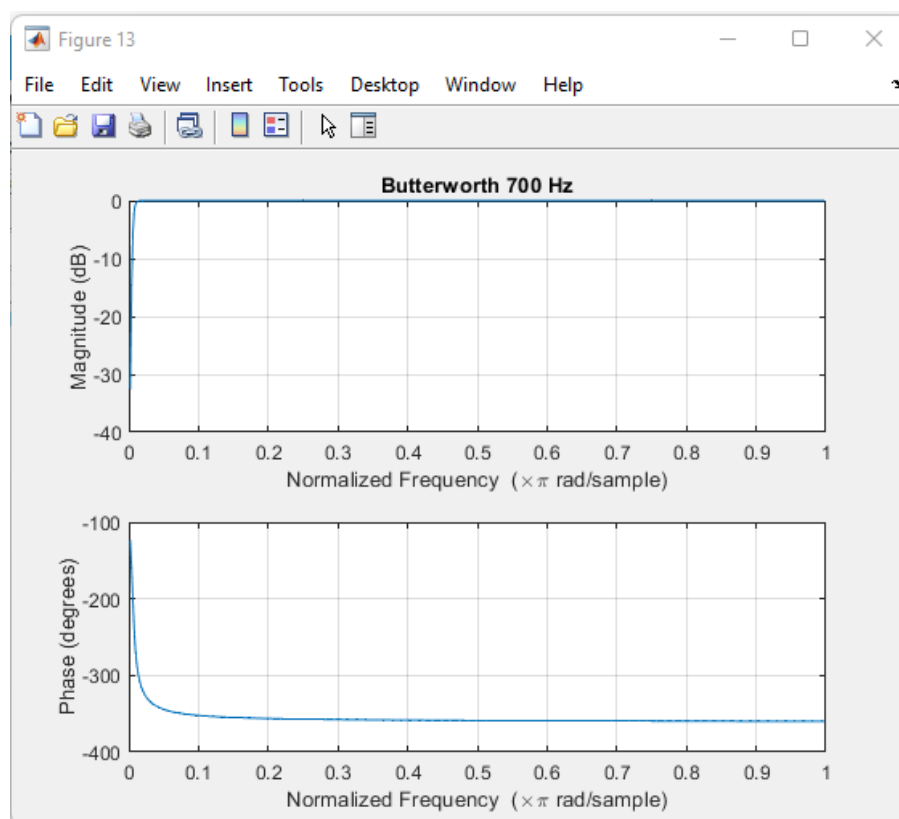 Figure 13
File Edit View Insert Tools Desktop Window Help
Butterworth 700 Hz
Magnitude (dB)
0
-10
-20
-30
-40
0 0.1 0.2 0.3 0.4 0.5 0.6 0.7 0.8 0.9 1
Normalized Frequency (×π rad/sample)
Phase (degrees)
-100
-200
-300
-400
0 0.1 0.2 0.3 0.4 0.5 0.6 0.7 0.8 0.9 1
Normalized Frequency (×π rad/sample)